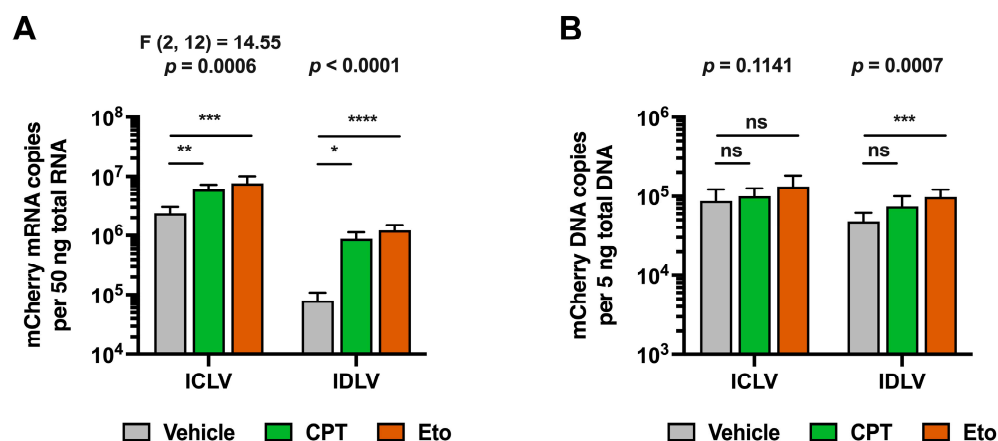 A
F (2, 12) = 14.55
p = 0.0006
p < 0.0001
mCherry mRNA copies
per 50 ng total RNA
10^8
10^7
10^6
10^5
10^4
***
**
****
*
ICLV
IDLV
Vehicle
CPT
Eto
B
p = 0.1141
p = 0.0007
mCherry DNA copies
per 5 ng total DNA
10^6
10^5
10^4
10^3
ns
ns
***
ns
ICLV
IDLV
Vehicle
CPT
Eto